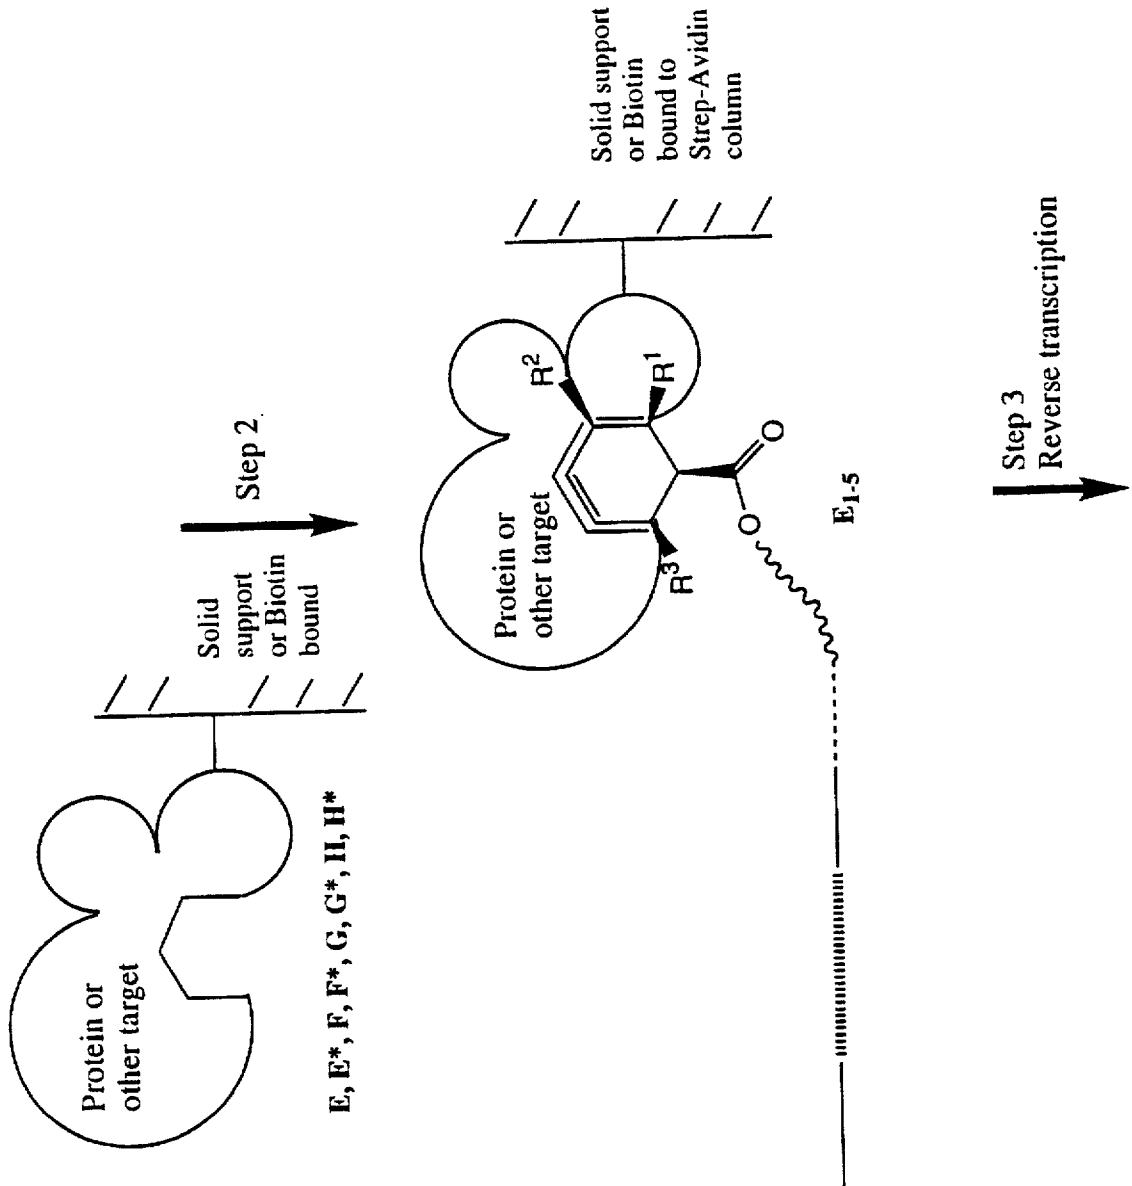 Protein or
other target
Solid
support
or Biotin
bound
E, E*, F, F*, G, G*, H, H*
Step 2
Protein or
other target
R²
R¹
R³
O
O
E₁₋₅
Solid support
or Biotin
bound to
Strep-Avidin
column
Step 3
Reverse transcription